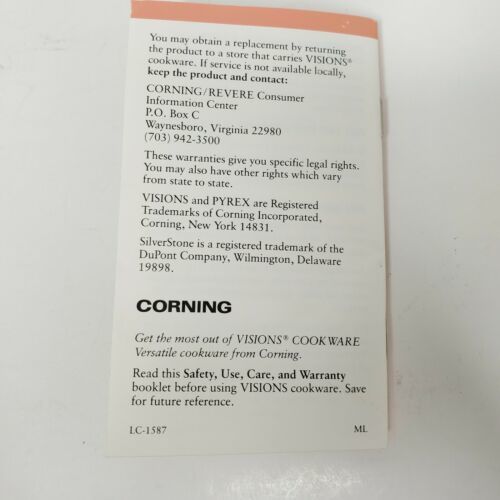 You may obtain a replacement by returning
the product to a store that carries VISIONS®
cookware. If service is not available locally,
keep the product and contact:
CORNING/REVERE Consumer
Information Center
P.O. Box C
Waynesboro, Virginia 22980
(703) 942-3500
These warranties give you specific legal rights.
You may also have other rights which vary
from state to state.
VISIONS and PYREX are Registered
Trademarks of Corning Incorporated,
Corning, New York 14831.
SilverStone is a registered trademark of the
DuPont Company, Wilmington, Delaware
19898.
CORNING
Get the most out of VISIONS® COOKWARE
Versatile cookware from Corning.
Read this Safety, Use, Care, and Warranty
booklet before using VISIONS cookware. Save
for future reference.
LC-1587 ML